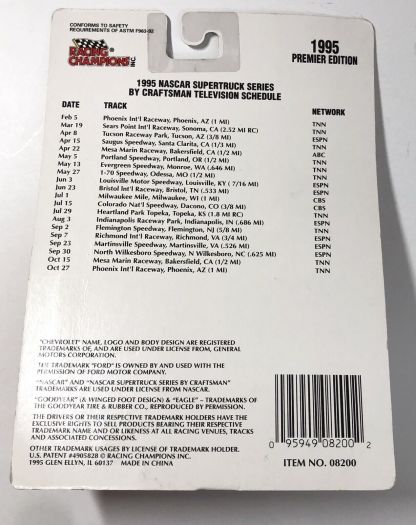 CONFORMS TO SAFETY
REQUIREMENTS OF ASTM F963-92
RACING
CHAMPIONS INC.
1995
PREMIER EDITION
1995 NASCAR SUPERTRUCK SERIES
BY CRAFTSMAN TELEVISION SCHEDULE
DATE TRACK NETWORK
Feb 5 Phoenix Int'l Raceway, Phoenix, AZ (1 MI) TNN
Mar 19 Sears Point Raceway, Sonoma, CA (2.52 MI RC) TNN
Apr 8 Tucson Raceway Park, Tucson, AZ (3/8 MI) ESPN
Apr 15 Saugus Speedway, Santa Clarita, CA (1/3 MI) TNN
Apr 22 Mesa Marin Raceway, Bakersfield, CA (1/2 MI) ABC
May 5 Portland Speedway, Portland, OR (1/2 MI) TNN
May 13 Evergreen Speedway, Monroe, WA (.646 MI) TNN
May 27 1-70 Speedway, Odessa, MO (1/2 MI) TNN
Jun 3 Louisville Motor Speedway, Louisville, KY ( 7/16 MI) ESPN
Jun 23 Bristol Int'l Raceway, Bristol, TN (.533 MI) ESPN
Jul 1 Milwaukee Mile, Milwaukee, WI (1 MI) CBS
Jul 15 Colorado Nat'l Speedway, Dacono, CO (3/8 MI) CBS
Jul 29 Heartland Park Topeka, Topeka, KS (1.8 MI RC) TNN
Aug 3 Indianapolis Raceway Park, Indianapolis, IN (.686 MI) ESPN
Sep 2 Flemington Speedway, Flemington, NJ (5/8 MI) TNN
Sep 7 Richmond Int'l Raceway, Richmond, VA (3/4 MI) ESPN
Sep 23 Martinsville Speedway, Martinsville, VA (.526 MI) ESPN
Sep 30 North Wilkesboro Speedway, N Wilkesboro, NC (.625 MI) ESPN
Oct 15 Mesa Marin Raceway, Bakersfield, CA (1/2 MI) TNN
Oct 27 Phoenix Int'l Raceway, Phoenix, AZ (1 MI) TNN
"CHEVROLET" NAME, LOGO AND BODY DESIGN ARE REGISTERED
TRADEMARKS OF, AND ARE USED UNDER LICENSE FROM, GENERAL
MOTORS CORPORATION.
THE TRADEMARK "FORD" IS OWNED BY AND USED WITH THE
PERMISSION OF FORD MOTOR COMPANY.
"NASCAR" AND "NASCAR SUPERTRUCK SERIES BY CRAFTSMAN"
TRADEMARKS ARE USED UNDER LICENSE FROM NASCAR.
"GOODYEAR" (& WINGED FOOT DESIGN) & "EAGLE" – TRADEMARKS OF
THE GOODYEAR TIRE & RUBBER CO., REPRODUCED BY PERMISSION.
THE DRIVERS OR THEIR RESPECTIVE TRADEMARK HOLDERS HAVE THE
EXCLUSIVE RIGHTS TO SELL PRODUCTS BEARING THEIR RESPECTIVE
TRADEMARK NAME AND OR LIKENESS AT ALL RACING VENUES, TRACKS
AND ASSOCIATED CONCESSIONS.
OTHER TRADEMARK USAGES BY LICENSE OF TRADEMARK HOLDER.
U.S. PATENT #4905828 © RACING CHAMPIONS INC.
1995 GLEN ELLYN, IL 60137 MADE IN CHINA
0 95949 08200 2
ITEM NO. 08200